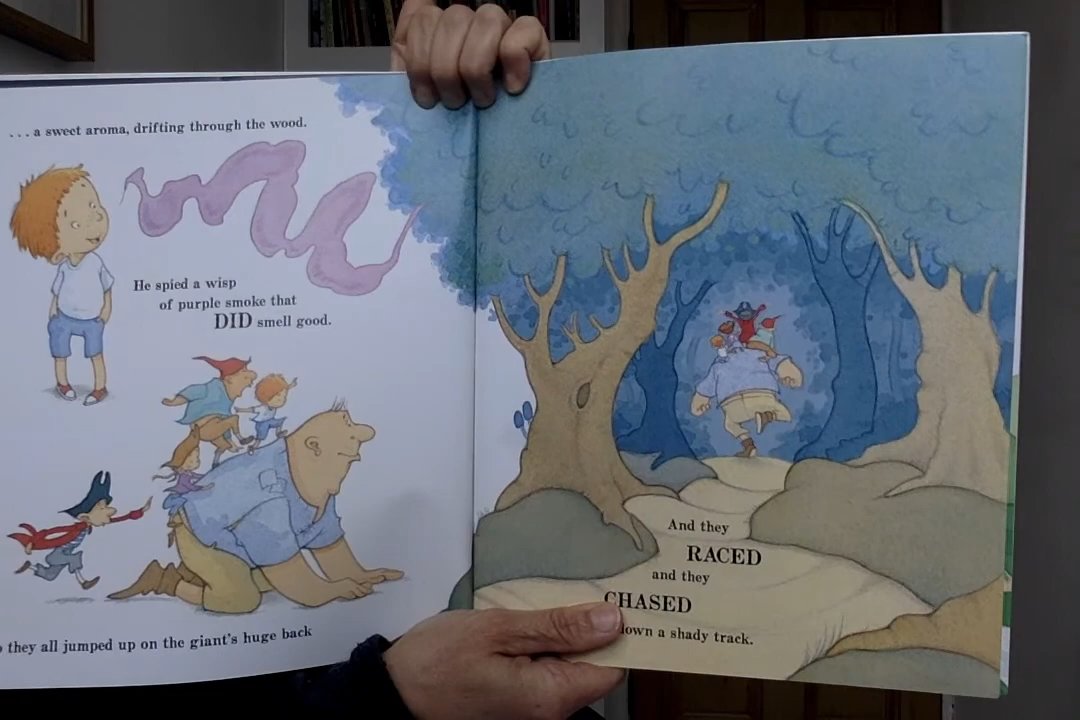 . . . a sweet aroma, drifting through the wood.
He spied a wisp
of purple smoke that
DID smell good.
they all jumped up on the giant's huge back
And they
RACED
and they
CHASED
down a shady track.